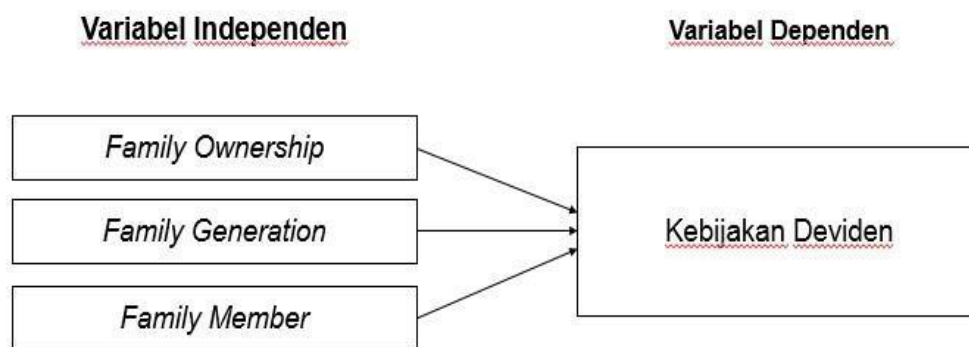 Variabel Independen
Variabel Dependen
Family Ownership
Family Generation
Kebijakan Deviden
Family Member